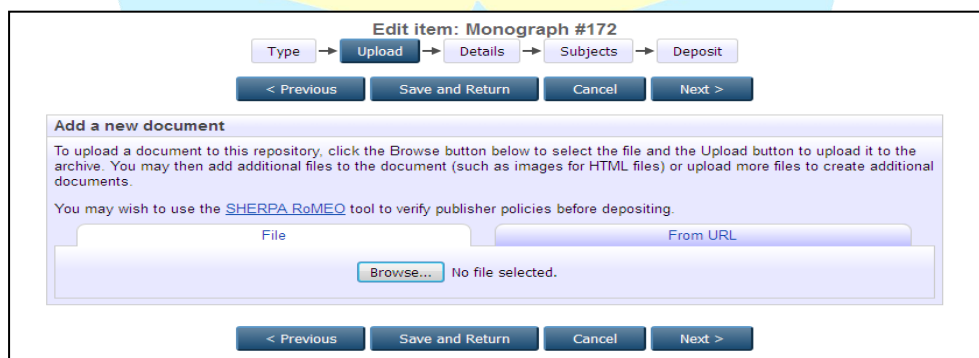 Edit item: Monograph #172
Type Upload Details Subjects Deposit
< Previous Save and Return Cancel Next >
Add a new document
To upload a document to this repository, click the Browse button below to select the file and the Upload button to upload it to the
archive. You may then add additional files to the document (such as images for HTML files) or upload more files to create additional
documents.
You may wish to use the SHERPA RoMEO tool to verify publisher policies before depositing.
File From URL
Browse... No file selected.
< Previous Save and Return Cancel Next >